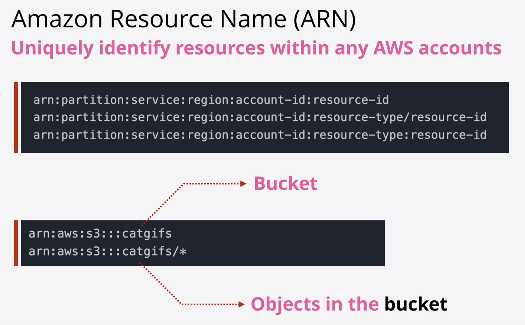 Amazon Resource Name (ARN)
Uniquely identify resources within any AWS accounts
arn:partition:service:region:account-id:resource-id
arn:partition:service:region:account-id:resource-type/resource-id
arn:partition:service:region:account-id:resource-type:resource-id
Bucket
arn:aws:s3:::catgifs
arn:aws:s3:::catgifs/*
Objects in the bucket